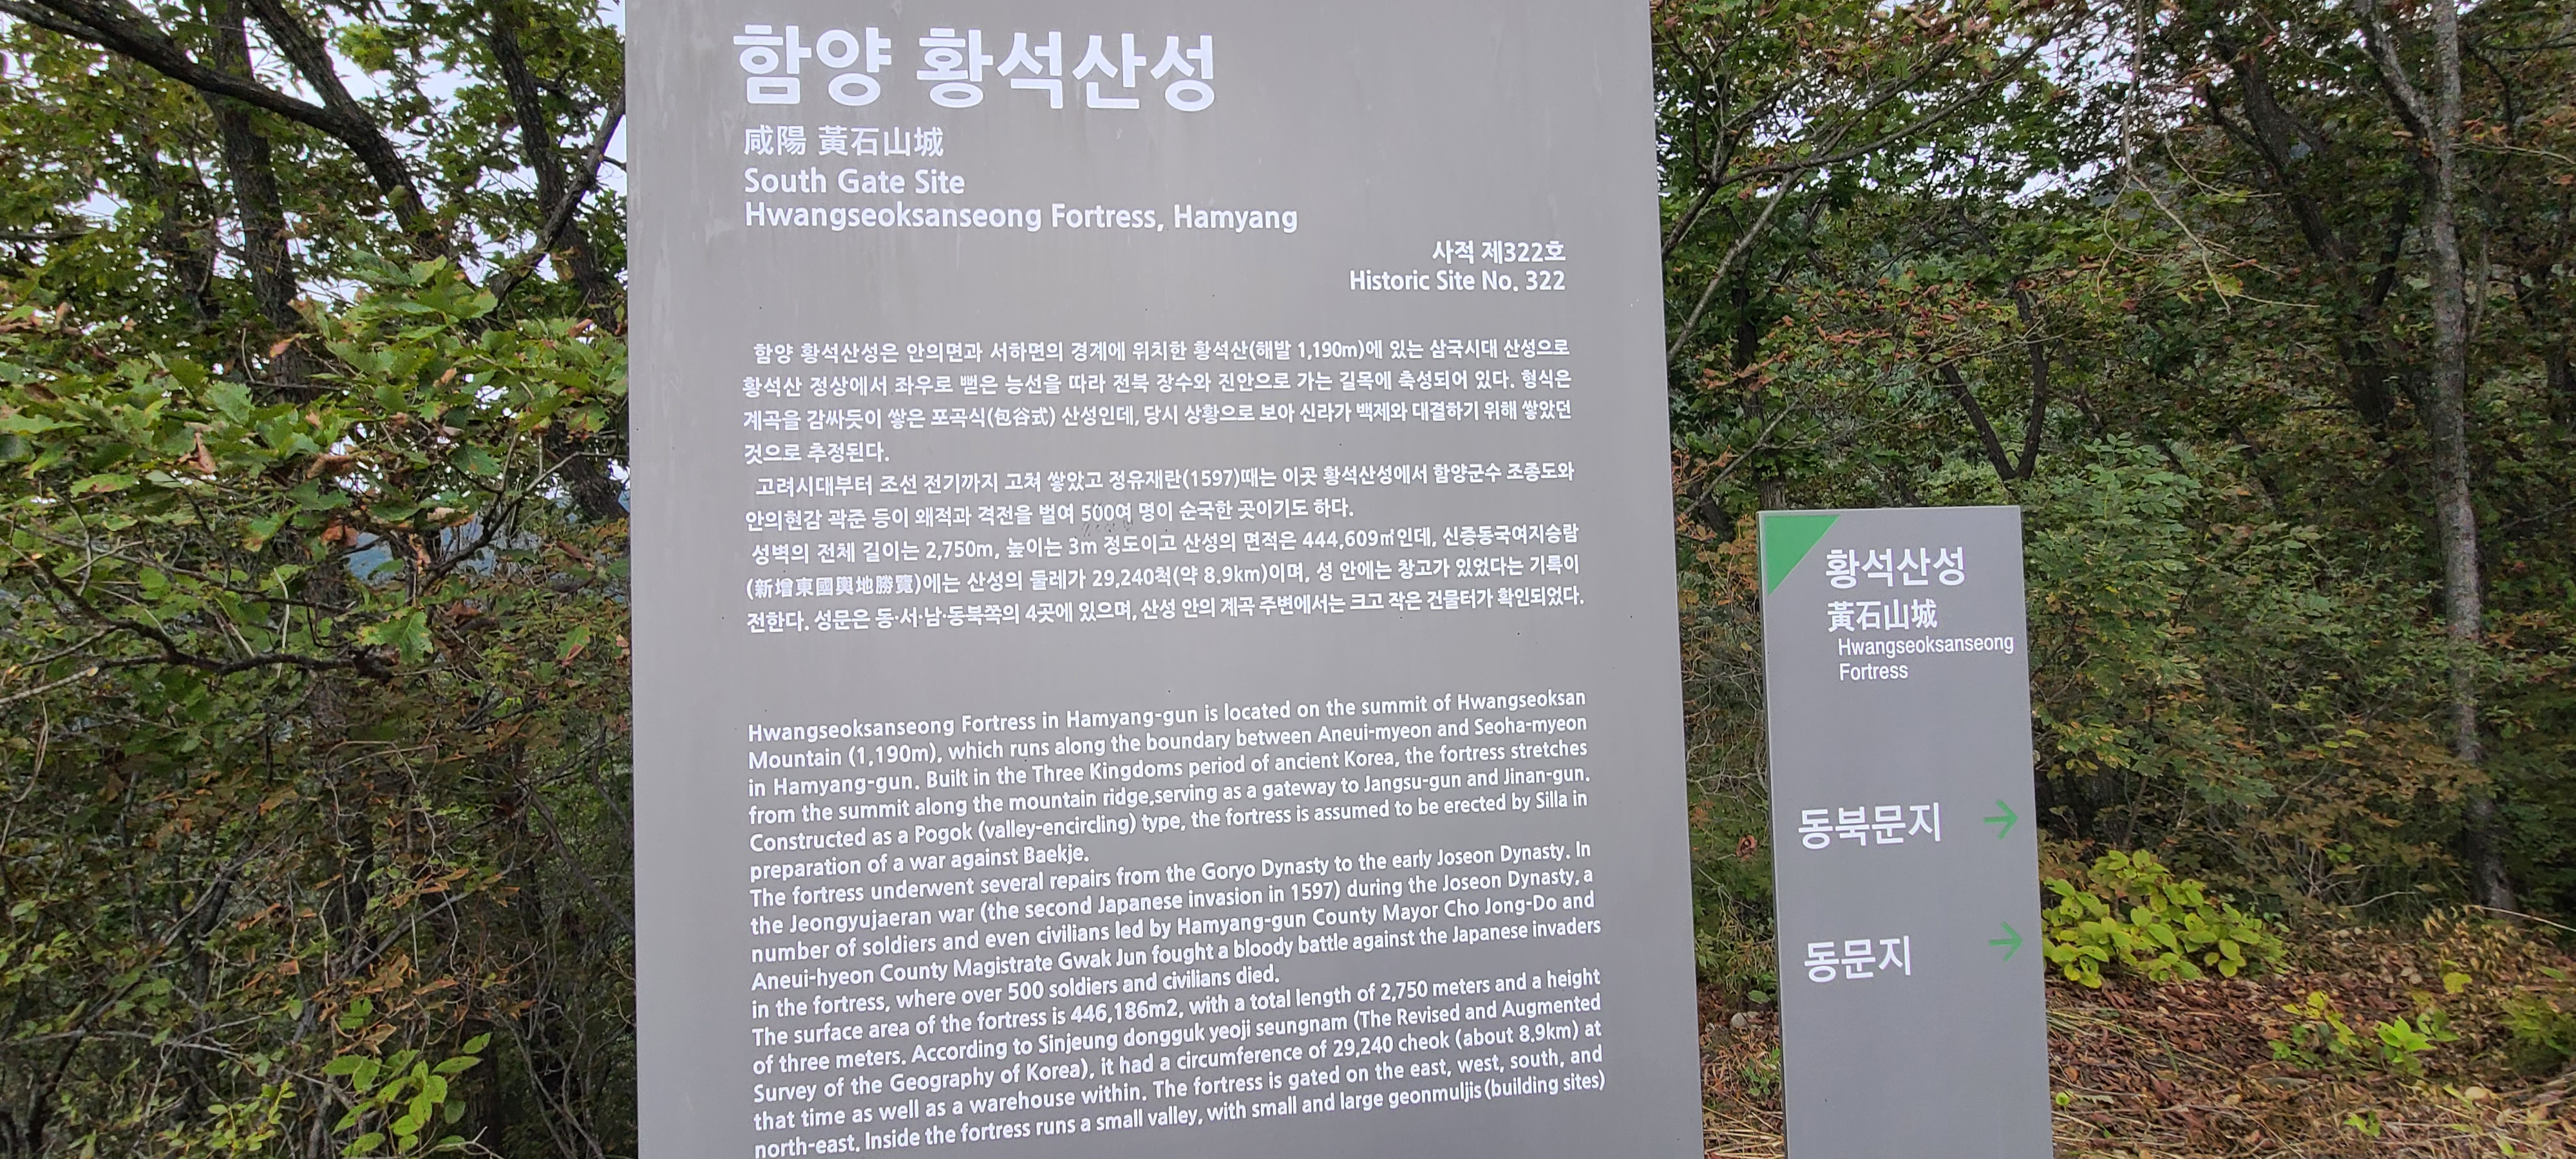 함양 황석산성
咸陽 黃石山城
South Gate Site
Hwangseoksanseong Fortress, Hamyang
사적 제322호
Historic Site No. 322
함양 황석산성은 안의면과 서하면의 경계에 위치한 황석산(해발 1,190m)에 있는 삼국시대 산성으로
황석산 정상에서 좌우로 뻗은 능선을 따라 전북 장수와 진안으로 가는 길목에 축성되어 있다. 형식은
계곡을 감싸듯이 쌓은 포곡식(包谷式) 산성인데, 당시 상황으로 보아 신라가 백제와 대결하기 위해 쌓았던
것으로 추정된다.
고려시대부터 조선 전기까지 고쳐 쌓았고 정유재란(1597)때는 이곳 황석산성에서 함양군수 조종도와
안의현감 곽준 등이 왜적과 격전을 벌여 500여 명이 순국한 곳이기도 하다.
성벽의 전체 길이는 2,750m, 높이는 3m 정도이고 산성의 면적은 444,609㎡인데, 신증동국여지승람
(新增東國輿地勝覽)에는 산성의 둘레가 29,240척(약 8.9km)이며, 성 안에는 창고가 있었다는 기록이
전한다. 성문은 동·서·남·동북쪽의 4곳에 있으며, 산성 안의 계곡 주변에서는 크고 작은 건물터가 확인되었다.
Hwangseoksanseong Fortress in Hamyang-gun is located on the summit of Hwangseoksan
Mountain (1,190m), which runs along the boundary between Aneui-myeon and Seoha-myeon
in Hamyang-gun. Built in the Three Kingdoms period of ancient Korea, the fortress stretches
from the summit along the mountain ridge,serving as a gateway to Jangsu-gun and Jinan-gun.
Constructed as a Pogok (valley-encircling) type, the fortress is assumed to be erected by Silla in
preparation of a war against Baekje.
The fortress underwent several repairs from the Goryo Dynasty to the early Joseon Dynasty. In
the Jeongyujaeran war (the second Japanese invasion in 1597) during the Joseon Dynasty, a
number of soldiers and even civilians led by Hamyang-gun County Mayor Cho Jong-Do and
Aneui-hyeon County Magistrate Gwak Jun fought a bloody battle against the Japanese invaders
in the fortress, where over 500 soldiers and civilians died.
The surface area of the fortress is 446,186m2, with a total length of 2,750 meters and a height
of three meters. According to Sinjeung dongguk yeoji seungnam (The Revised and Augmented
Survey of the Geography of Korea), it had a circumference of 29,240 cheok (about 8.9km) at
that time as well as a warehouse within. The fortress is gated on the east, west, south, and
north-east. Inside the fortress runs a small valley, with small and large geonmuljis (building sites)
황석산성
黃石山城
Hwangseoksanseong
Fortress
동북문지 →
동문지 →